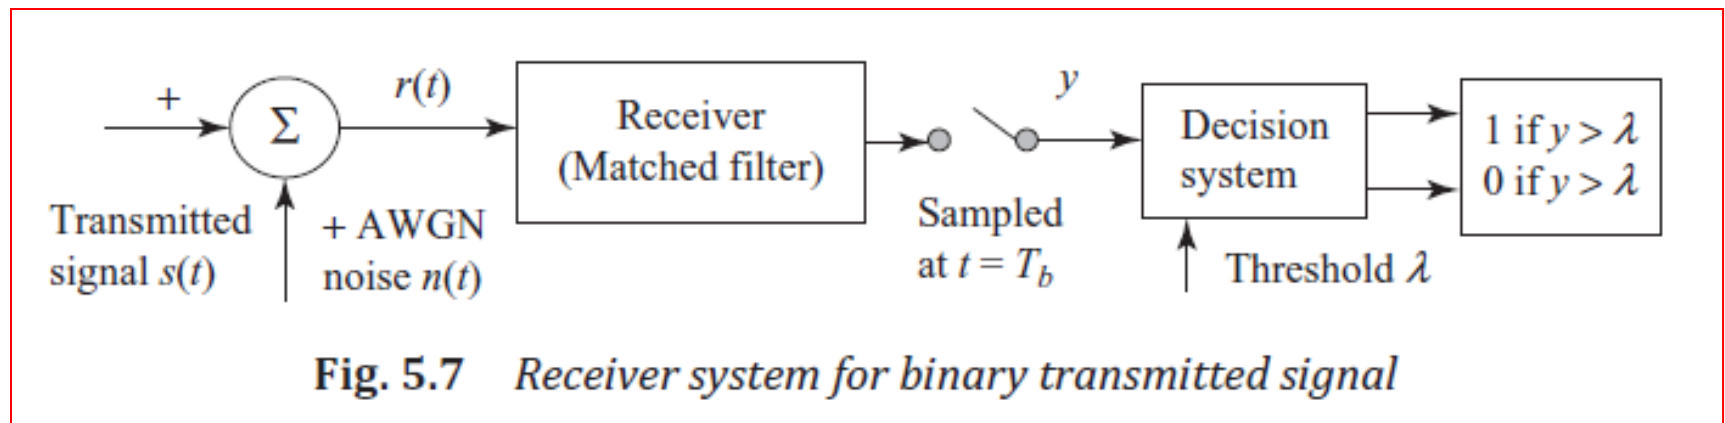 +
Σ
r(t)
Transmitted
signal s(t)
+ AWGN
noise n(t)
Receiver
(Matched filter)
y
Sampled
at t = T_b
Decision
system
Threshold λ
1 if y > λ
0 if y > λ
Fig. 5.7 Receiver system for binary transmitted signal